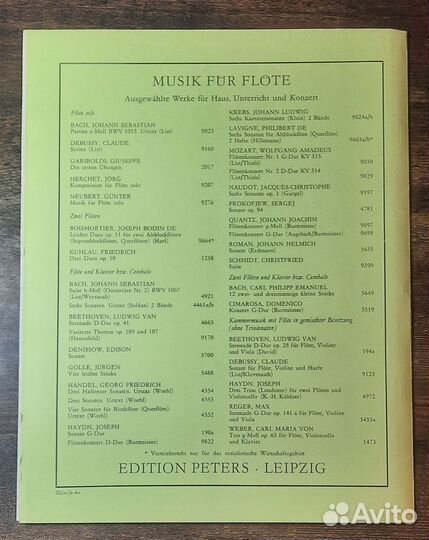 MUSIK FÜR FLÖTE
Ausgewählte Werke für Haus, Unterricht und Konzert
Flöte solo
BACH, JOHANN SEBASTIAN
Partita a-Moll BWV 1013. Urtext (List) 9023
DEBUSSY, CLAUDE
Syrinx (List) 9160
GARIBOLDI, GIUSEPPE
Die ersten Übungen 2017
HERCHET, JÖRG
Komposition für Flöte solo 9207
NEUBERT, GÜNTER
Musik für Flöte solo 9276
Zwei Flöten
BOISMORTIER, JOSEPH BODIN DE
Leichte Duos op. 11 für zwei Altblockflöten
(Sopranblockflöten, Querflöten) (Harf) 9664*
KUHLAU, FRIEDRICH
Drei Duos op. 10 1238
Flöte und Klavier bzw. Cembalo
BACH, JOHANN SEBASTIAN
Suite h-Moll (Ouvertüre Nr. 2) BWV 1067
(List/Weyrauch) 4921
Sechs Sonaten. Urtext (Soldan) 2 Bände 4461a/b
BEETHOVEN, LUDWIG VAN
Serenade D-Dur op. 41 4663
Variierte Themen op. 105 und 107
(Hauschild) 9170
DENISSOW, EDISON
Sonate 5700
GOLLE, JÜRGEN
Vier leichte Stücke 5488
HÄNDEL, GEORG FRIEDRICH
Drei Hallenser Sonaten. Urtext (Woehl) 4554
Drei Sonaten. Urtext (Woehl) 4553
Vier Sonaten für Blockflöte (Querflöte).
Urtext (Woehl) 4552
HAYDN, JOSEPH
Sonate G-Dur 190a
Flötenkonzert D-Dur (Burmeister) 9822
KREBS, JOHANN LUDWIG
Sechs Kammersonaten (Klein) 2 Bände 9024a/b
LAVIGNE, PHILIBERT DE
Sechs Sonaten für Altblockflöte (Querflöte)
2 Hefte (Hillemann) 9663a/b*
MOZART, WOLFGANG AMADEUS
Flötenkonzert Nr. 1 G-Dur KV 313
(List/Thiele) 9030
Flötenkonzert Nr. 2 D-Dur KV 314
(List/Thiele) 9029
NAUDOT, JACQUES-CHRISTOPHE
Sechs Sonaten op. 1 (Gurgel) 9197
PROKOFJEW, SERGEJ
Sonate op. 94 4781
QUANTZ, JOHANN JOACHIM
Flötenkonzert g-Moll (Burmeister) 9697
Flötenkonzert G-Dur (Augsbach/Burmeister) 9699
ROMAN, JOHANN HELMICH
Sonate (Erdmann) 5655
SCHMIDT, CHRISTFRIED
Suite 9399
Zwei Flöten und Klavier bzw. Cembalo
BACH, CARL PHILIPP EMANUEL
12 zwei- und dreistimmige kleine Stücke 5649
CIMAROSA, DOMENICO
Konzert G-Dur (Burmeister) 5519
Kammermusik mit Flöte in gemischter Besetzung
(ohne Triosonaten)
BEETHOVEN, LUDWIG VAN
Serenade D-Dur op. 25 für Flöte, Violine
und Viola (David) 194a
DEBUSSY, CLAUDE
Sonate für Flöte, Violine und Harfe
(List/Klvemasch) 9123
HAYDN, JOSEPH
Drei Trios (Londoner) für zwei Flöten und
Violoncello (K.-H. Köhler) 4972
REGER, MAX
Serenade G-Dur op. 141 a für Flöte, Violine
und Viola 3453a
WEBER, CARL MARIA VON
Trio g-Moll op. 63 für Flöte, Violoncello
und Klavier 1473
* Vertriebsrecht nur für das sozialistische Wirtschaftsgebiet
EDITION PETERS · LEIPZIG
Avito